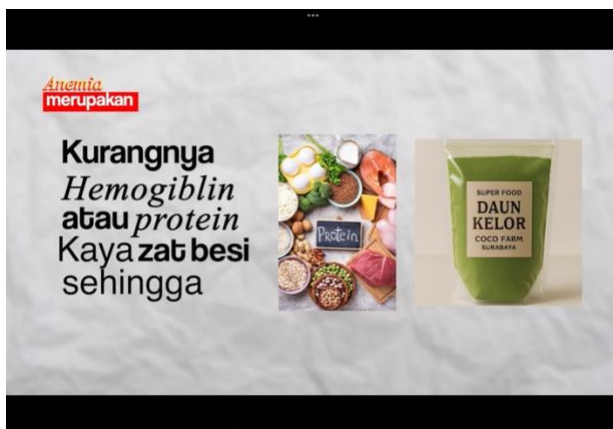 Anemia
merupakan
Kurangnya
Hemogiblin
atau protein
Kaya zat besi
sehingga
Protein
SUPER FOOD
DAUN
KELOR
COCO FARM
SURABAYA